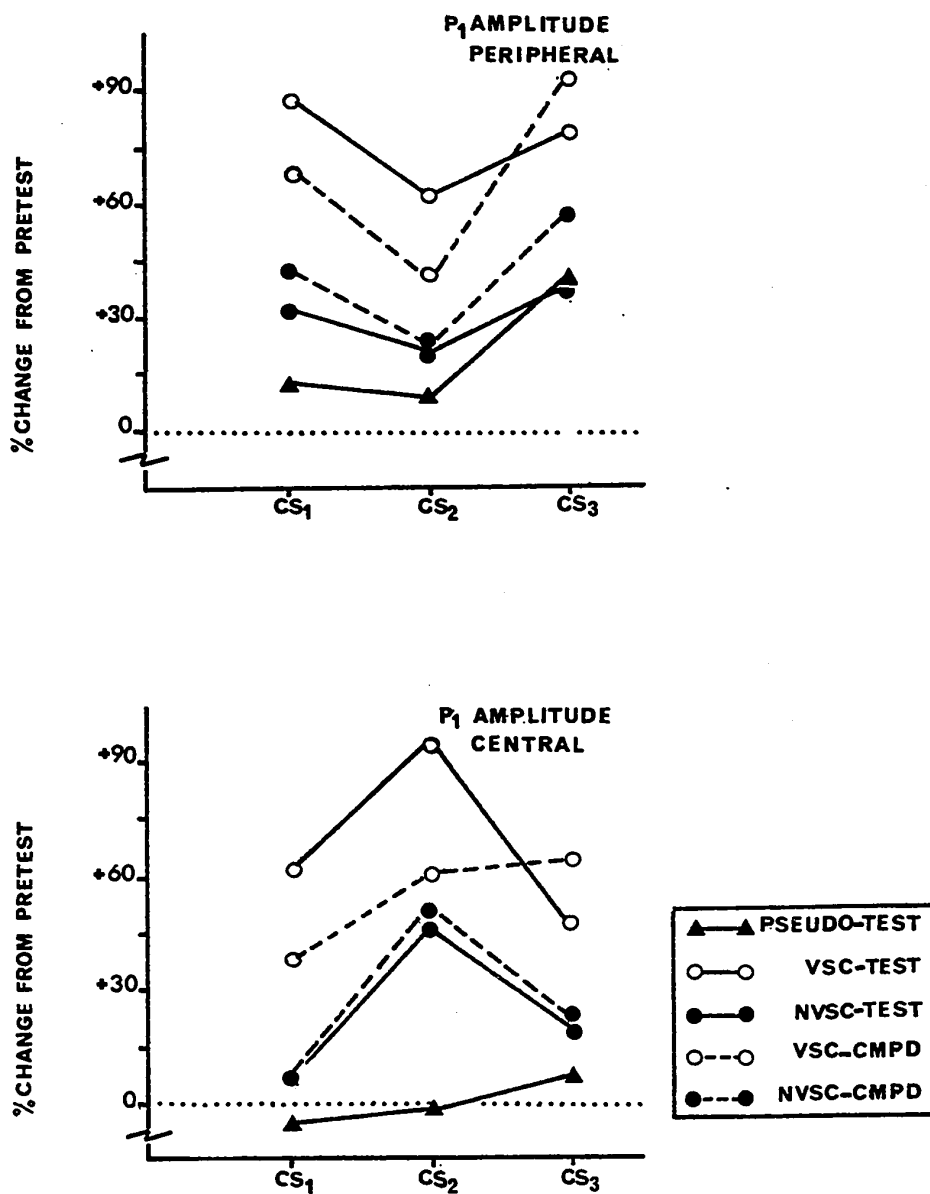 P1 AMPLITUDE
PERIPHERAL
% CHANGE FROM PRETEST
+90
+60
+30
0
CS1 CS2 CS3
P1 AMPLITUDE
CENTRAL
% CHANGE FROM PRETEST
+90
+60
+30
0
CS1 CS2 CS3
PSEUDO-TEST
VSC-TEST
NVSC-TEST
VSC-CMPD
NVSC-CMPD